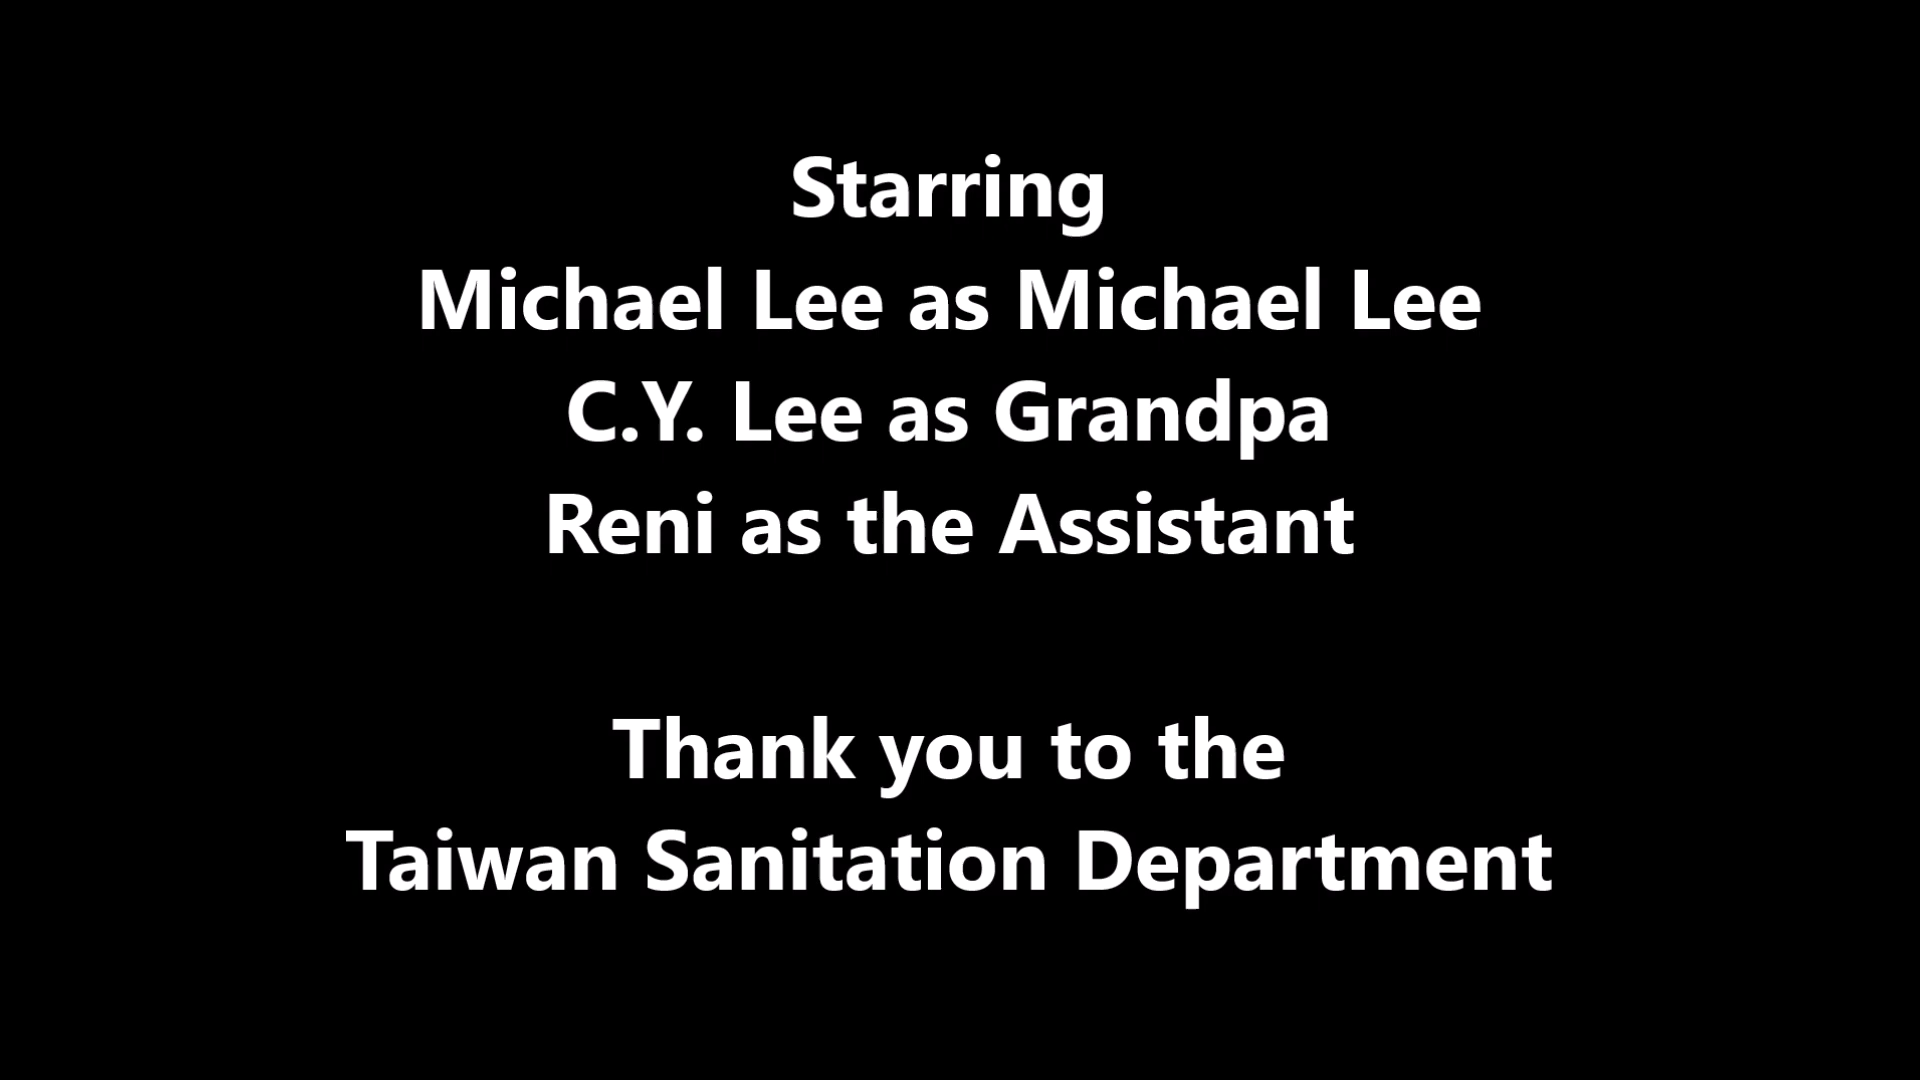 Starring
Michael Lee as Michael Lee
C.Y. Lee as Grandpa
Reni as the Assistant
Thank you to the
Taiwan Sanitation Department